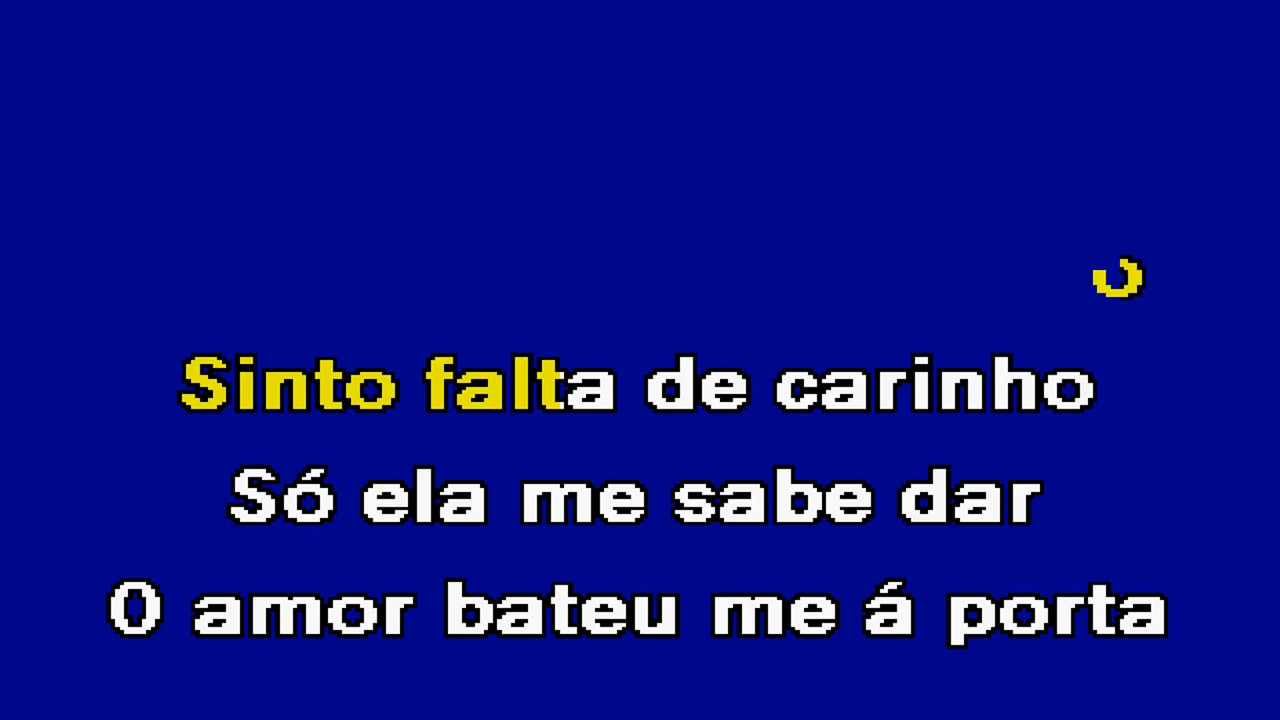 Sinto falta de carinho
Só ela me sabe dar
O amor bateu me á porta